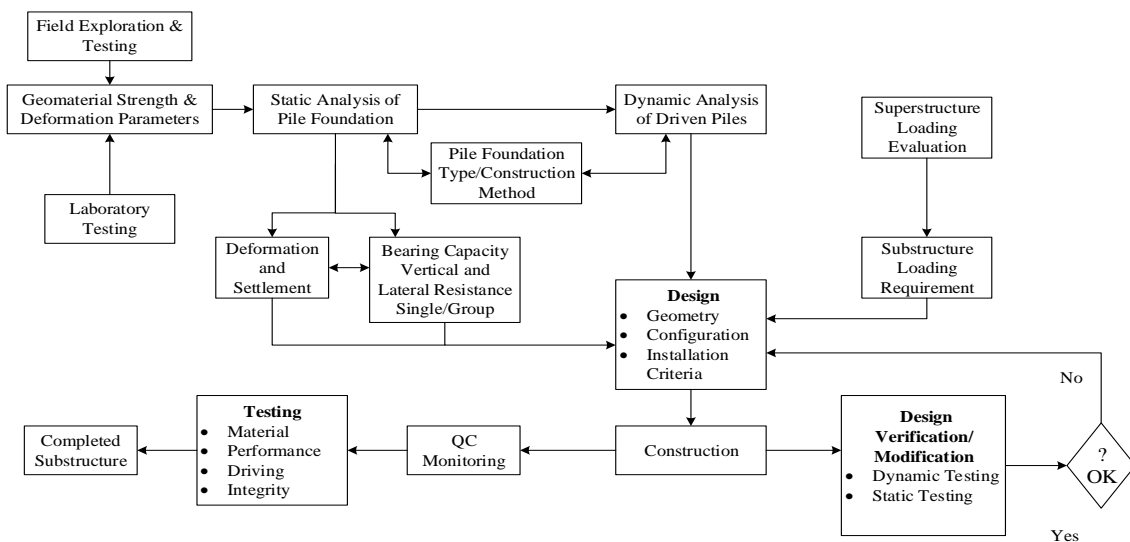 Field Exploration &
Testing
Geomaterial Strength &
Deformation Parameters
Static Analysis of
Pile Foundation
Dynamic Analysis
of Driven Piles
Superstructure
Loading
Evaluation
Pile Foundation
Type/Construction
Method
Laboratory
Testing
Deformation
and
Settlement
Bearing Capacity
Vertical and
Lateral Resistance
Single/Group
Substructure
Loading
Requirement
Design
• Geometry
• Configuration
• Installation
Criteria
No
Completed
Substructure
Testing
• Material
• Performance
• Driving
• Integrity
QC
Monitoring
Construction
Design
Verification/
Modification
• Dynamic Testing
• Static Testing
?
OK
Yes